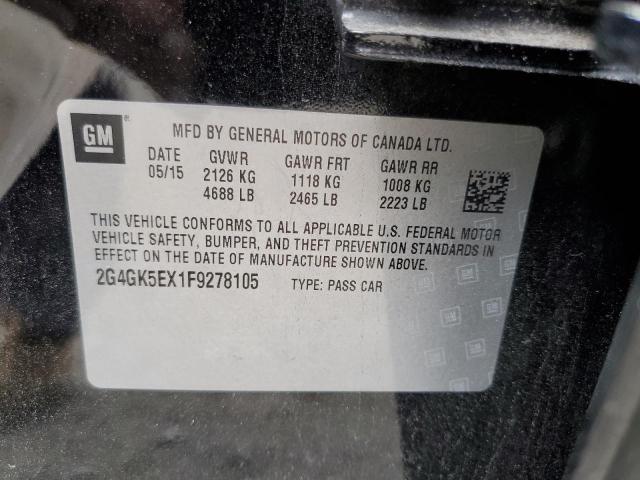 GM
MFD BY GENERAL MOTORS OF CANADA LTD.
DATE GVWR GAWR FRT GAWR RR
05/15 2126 KG 1118 KG 1008 KG
4688 LB 2465 LB 2223 LB
THIS VEHICLE CONFORMS TO ALL APPLICABLE U.S. FEDERAL MOTOR
VEHICLE SAFETY, BUMPER, AND THEFT PREVENTION STANDARDS IN
EFFECT ON THE DATE OF MANUFACTURE SHOWN ABOVE.
2G4GK5EX1F9278105 TYPE: PASS CAR